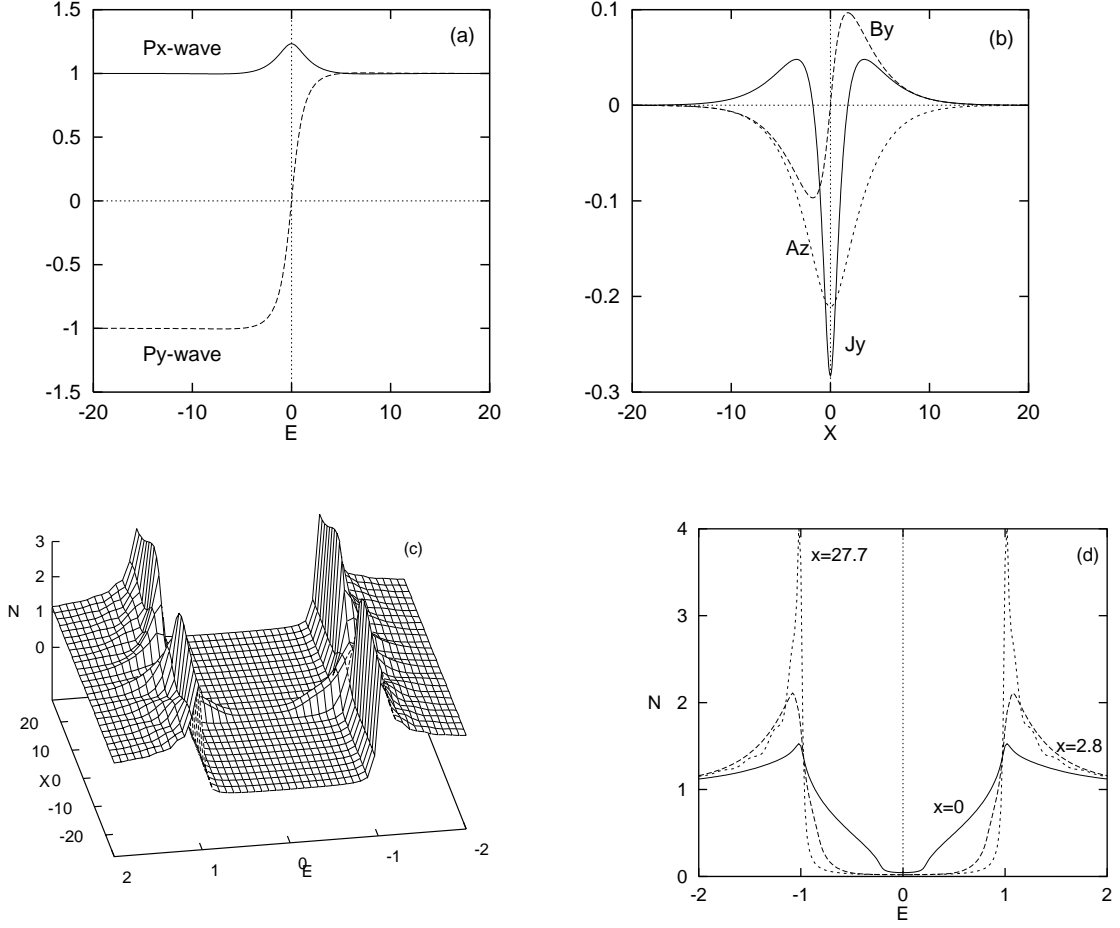 (a)
Px-wave
Py-wave
1.5
1
0.5
0
-0.5
-1
-1.5
-20 -10 0 10 20
E
(b)
By
Az
Jy
0.1
0
-0.1
-0.2
-0.3
-20 -10 0 10 20
X
(c)
3
2
1
0
N
20
10
0
-10
-20
X
2 1 0 -1 -2
E
(d)
x=27.7
x=2.8
x=0
4
3
2
1
0
N
-2 -1 0 1 2
E